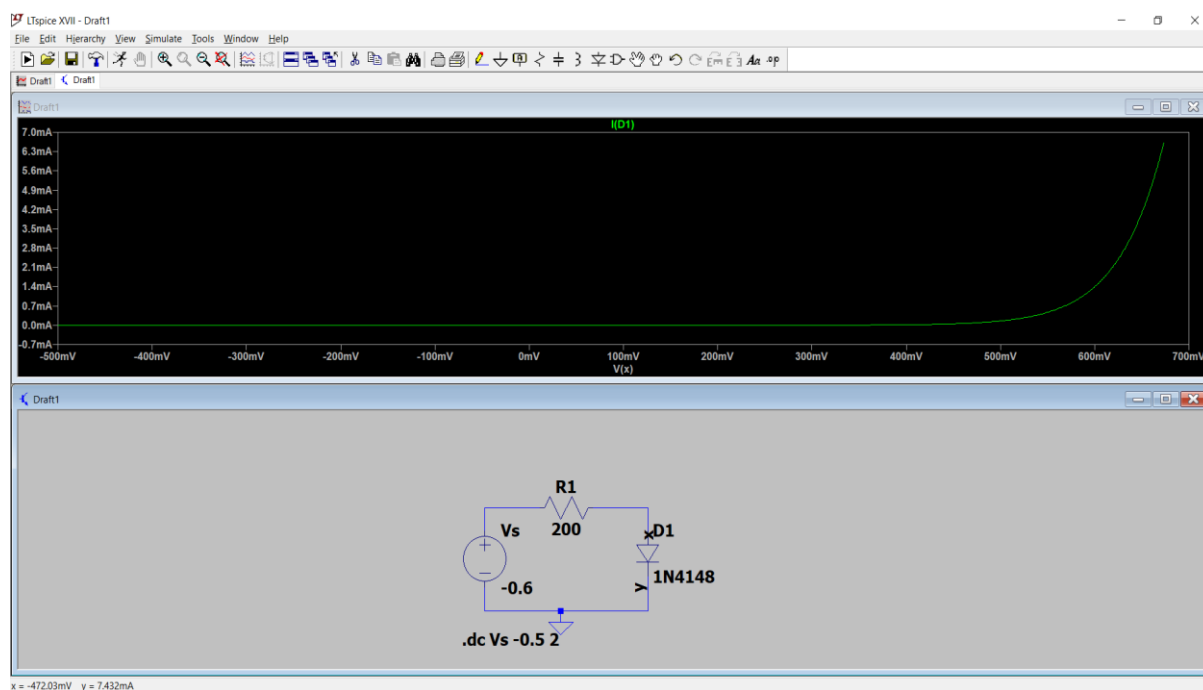 LTspice XVII - Draft1
File Edit Hierarchy View Simulate Tools Window Help
Aa .op
Draft1 Draft1
Draft1
I(D1)
7.0mA
6.3mA
5.6mA
4.9mA
4.2mA
3.5mA
2.8mA
2.1mA
1.4mA
0.7mA
0.0mA
-0.7mA
-500mV -400mV -300mV -200mV -100mV 0mV 100mV 200mV 300mV 400mV 500mV 600mV 700mV
V(x)
Draft1
R1
Vs 200 x D1
1N4148
-0.6 y
.dc Vs -0.5 2
x = -472.03mV y = 7.432mA